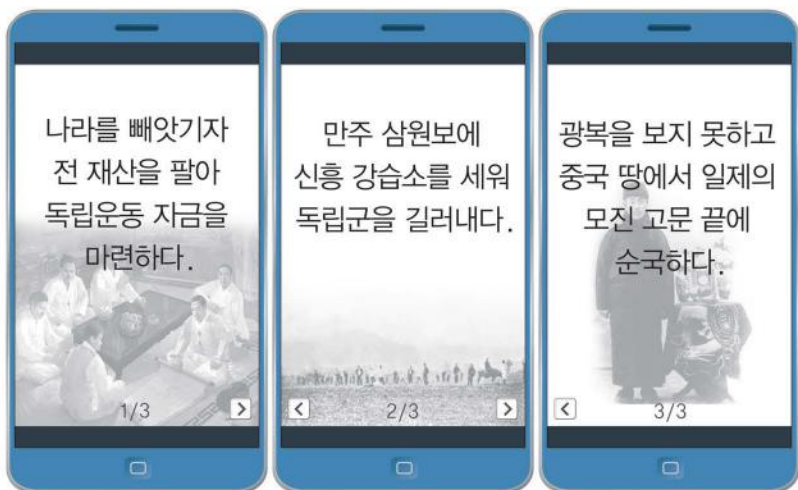 나라를 빼앗기자
전 재산을 팔아
독립운동 자금을
마련하다.
1/3
만주 삼원보에
신흥 강습소를 세워
독립군을 길러내다.
2/3
광복을 보지 못하고
중국 땅에서 일제의
모진 고문 끝에
순국하다.
3/3